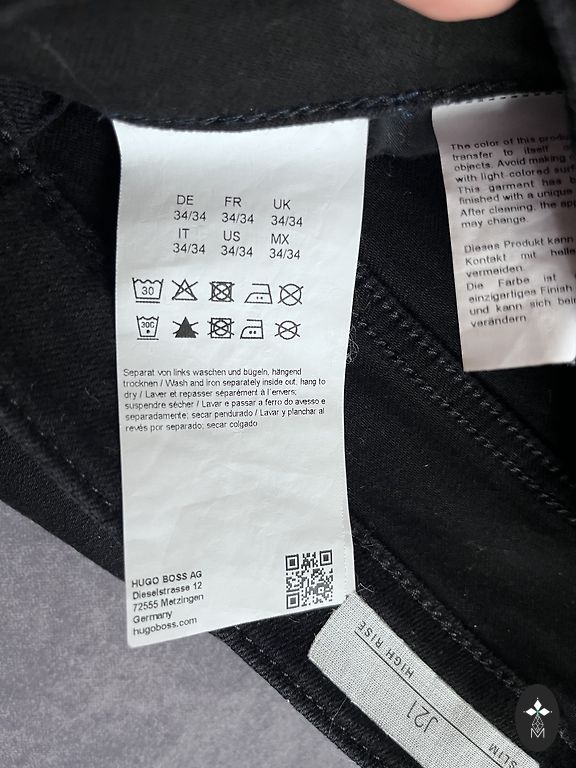 DE FR UK
34/34 34/34 34/34
IT US MX
34/34 34/34 34/34
30
30C
Separat von links waschen und bügeln, hängend
trocknen / Wash and iron separately inside out, hang to
dry / Laver et repasser séparément à l'envers;
suspendre sécher / Lavare e passar a ferro do avesso e
separadamente; secar pendurado / Lavar y planchar al
revés por separado; secar colgado
HUGO BOSS AG
Dieselstrasse 12
72555 Metzingen
Germany
hugoboss.com
The color of this produ
transfer to itself o
objects. Avoid making
with light-colored surf
This garment has b
finished with a unique
After cleaning, the app
may change.
Dieses Produkt kann
Kontakt mit helle
vermeiden.
Die Farbe ist
einzigartiges Finish
und kann sich bei
verändern.
J21
HIGH RISE
SLIM
M